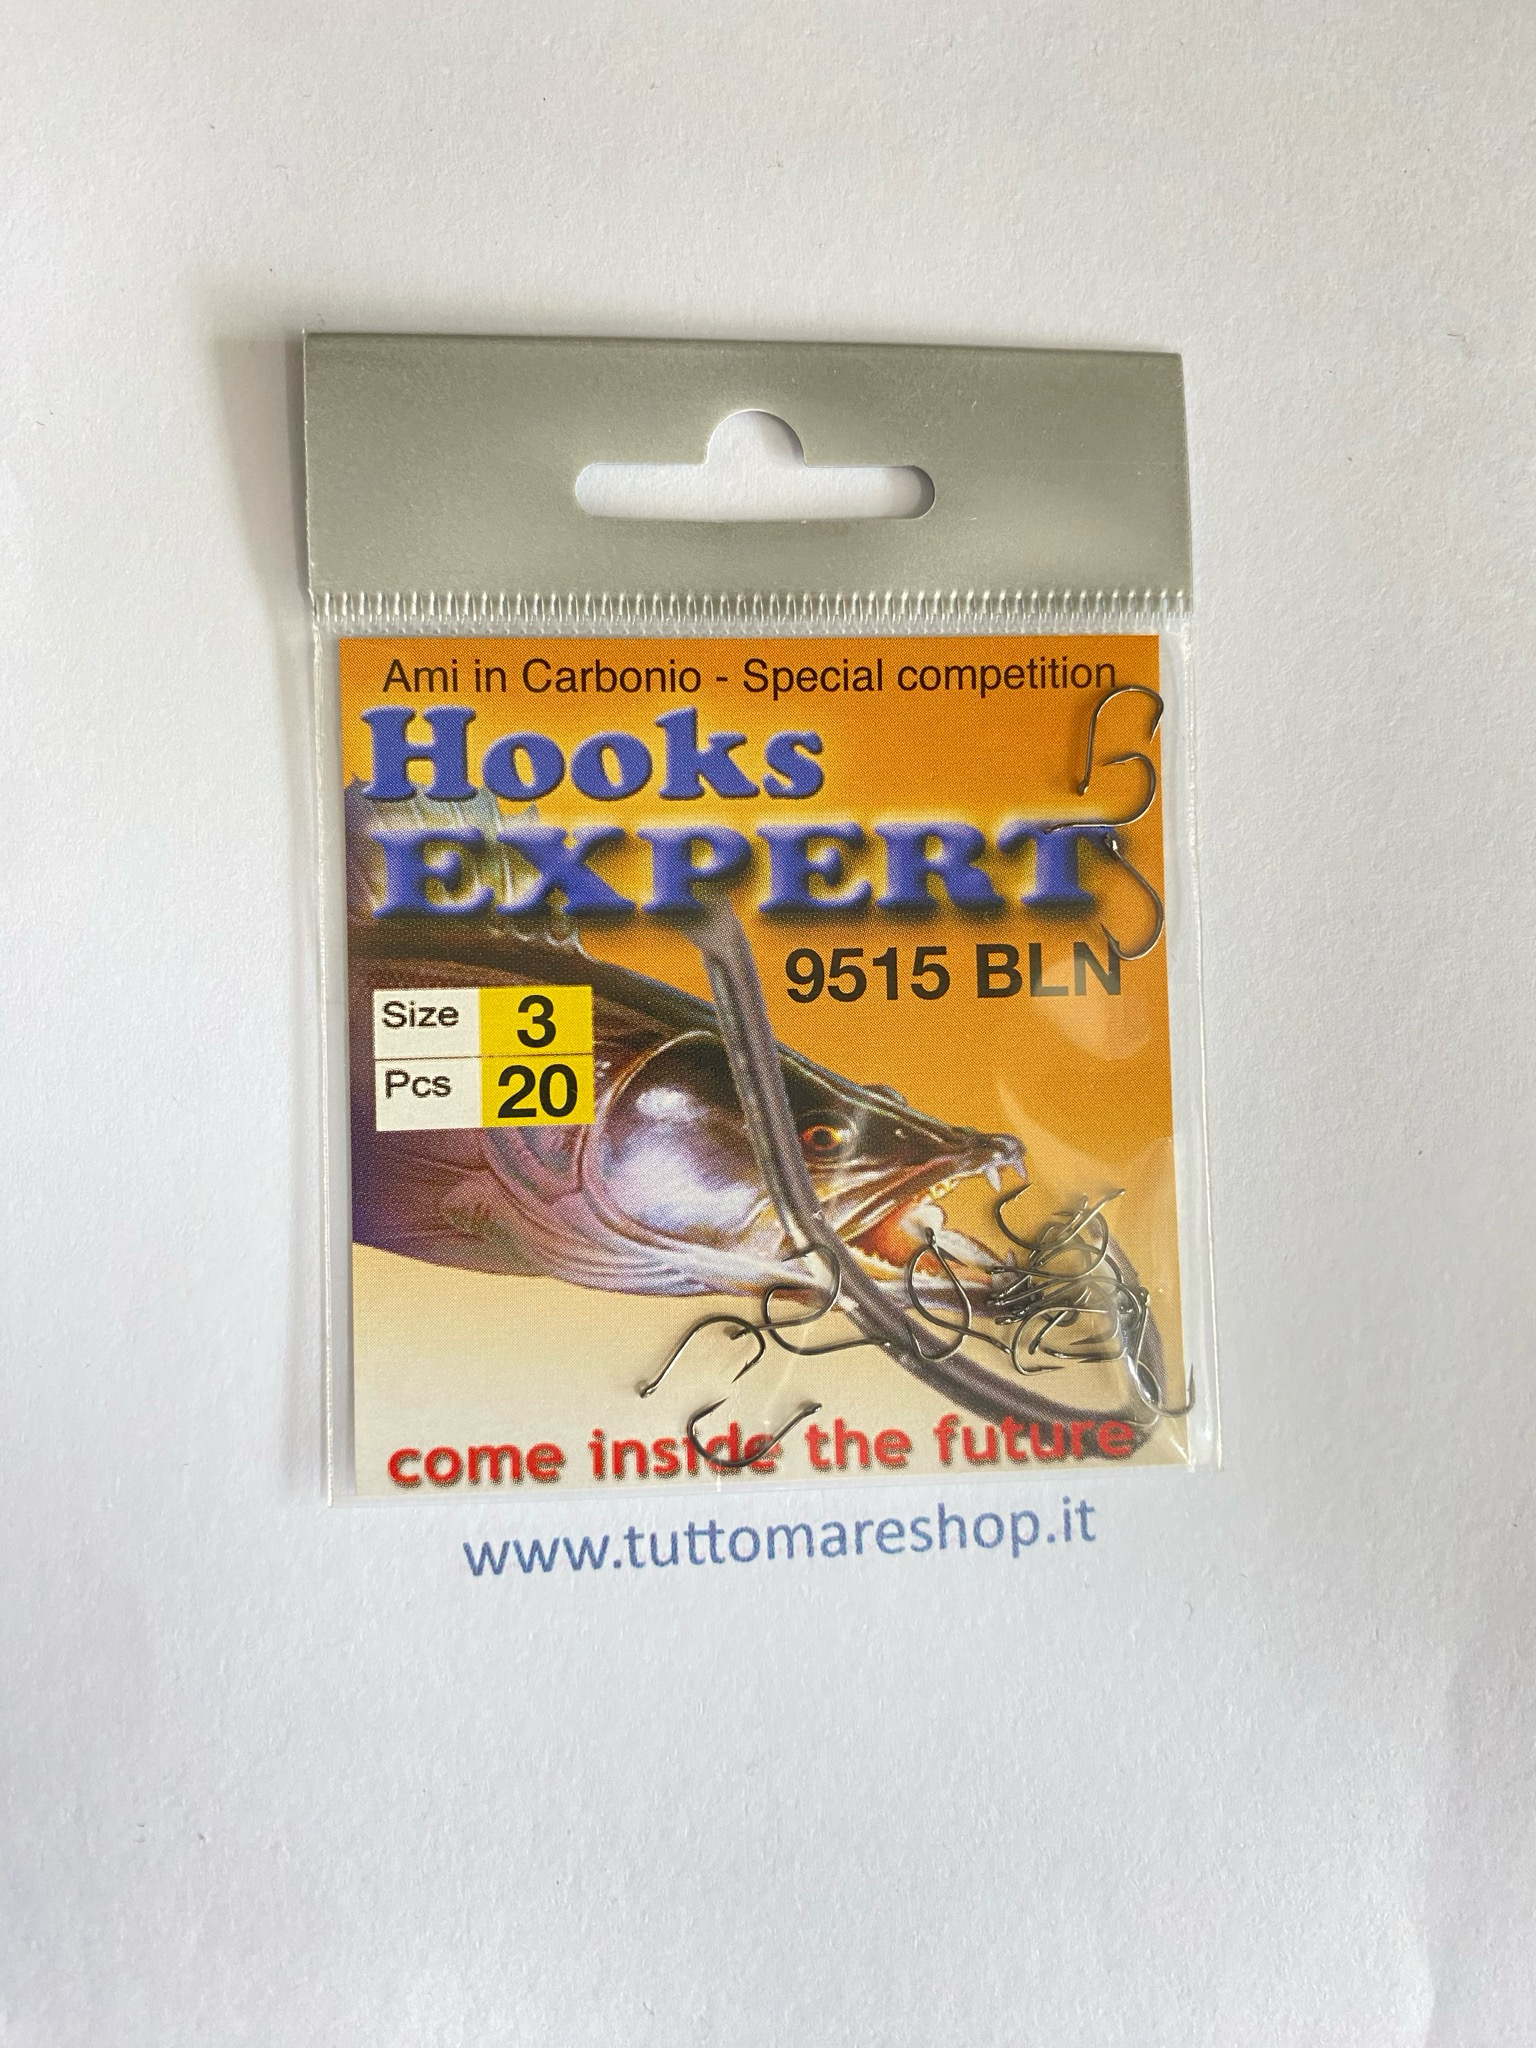 Ami in Carbonio - Special competition
Hooks
EXPERT
9515 BLN
Size 3
Pcs 20
come inside the future
www.tuttomareshop.it